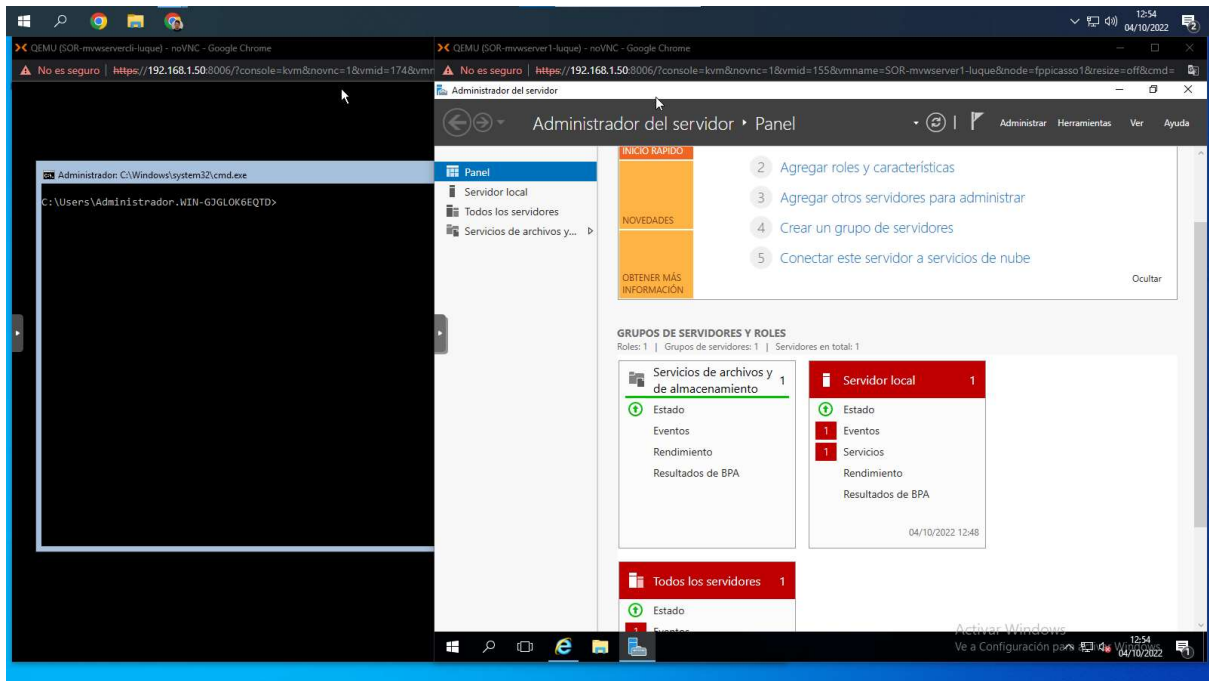 12:54
04/10/2022
2
QEMU (SOR-mvwservercli-luque) - noVNC - Google Chrome
No es seguro | https://192.168.1.50:8006/?console=kvm&novnc=1&vmid=174&vmr
Administrador: C:\Windows\system32\cmd.exe
C:\Users\Administrador.WIN-GJGLOK6EQTD>
QEMU (SOR-mvwserver1-luque) - noVNC - Google Chrome
No es seguro | https://192.168.1.50:8006/?console=kvm&novnc=1&vmid=155&vmname=SOR-mvwserver1-luque&node=fppicasso1&resize=off&cmd=
Administrador del servidor
Administrador del servidor ‣ Panel
Administrar Herramientas Ver Ayuda
Panel
Servidor local
Todos los servidores
Servicios de archivos y...
INICIO RÁPIDO
NOVEDADES
OBTENER MÁS
INFORMACIÓN
2 Agregar roles y características
3 Agregar otros servidores para administrar
4 Crear un grupo de servidores
5 Conectar este servidor a servicios de nube
Ocultar
GRUPOS DE SERVIDORES Y ROLES
Roles: 1 | Grupos de servidores: 1 | Servidores en total: 1
Servicios de archivos y
de almacenamiento 1
Estado
Eventos
Rendimiento
Resultados de BPA
Servidor local 1
Estado
1 Eventos
1 Servicios
Rendimiento
Resultados de BPA
04/10/2022 12:48
Todos los servidores 1
Estado
1 Eventos
Activar Windows
Ve a Configuración para
Windows.
12:54
04/10/2022
1